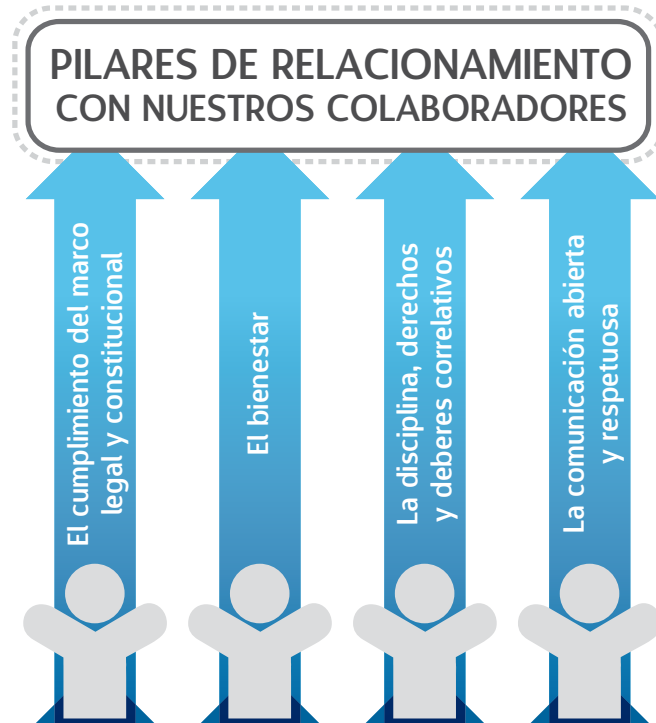 PILARES DE RELACIONAMIENTO
CON NUESTROS COLABORADORES
El cumplimiento del marco
legal y constitucional
El bienestar
La disciplina, derechos
y deberes correlativos
La comunicación abierta
y respetuosa